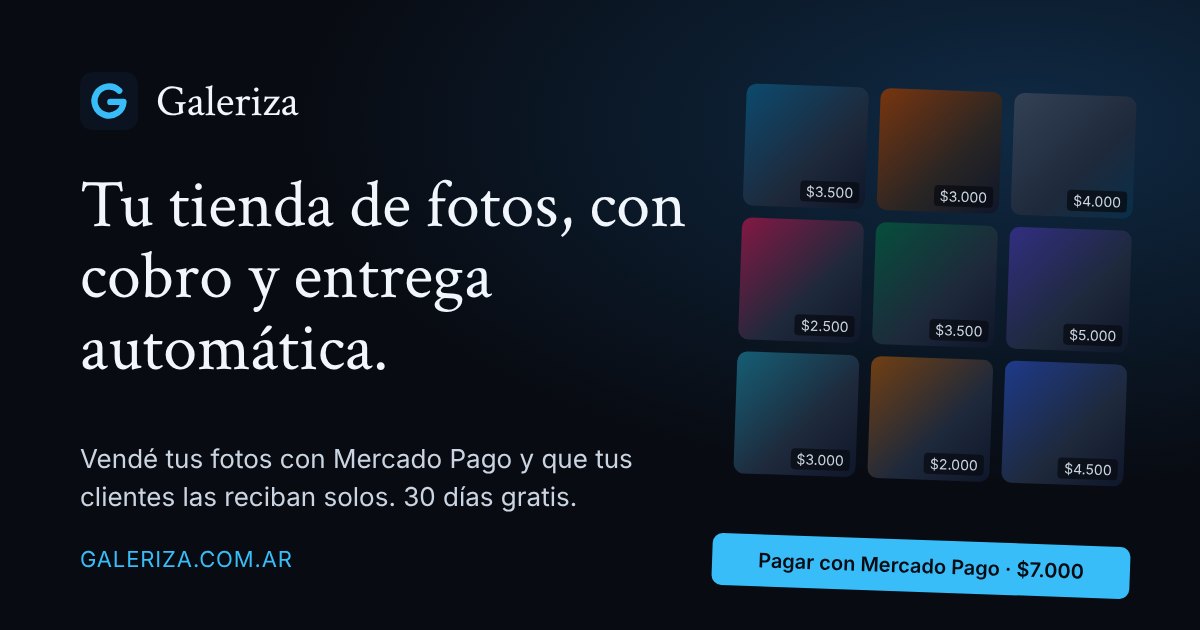 Galeriza
Tu tienda de fotos, con
cobro y entrega
automática.
Vendé tus fotos con Mercado Pago y que tus
clientes las reciban solos. 30 días gratis.
GALERIZA.COM.AR
$3.500
$3.000
$4.000
$2.500
$3.500
$5.000
$3.000
$2.000
$4.500
Pagar con Mercado Pago · $7.000